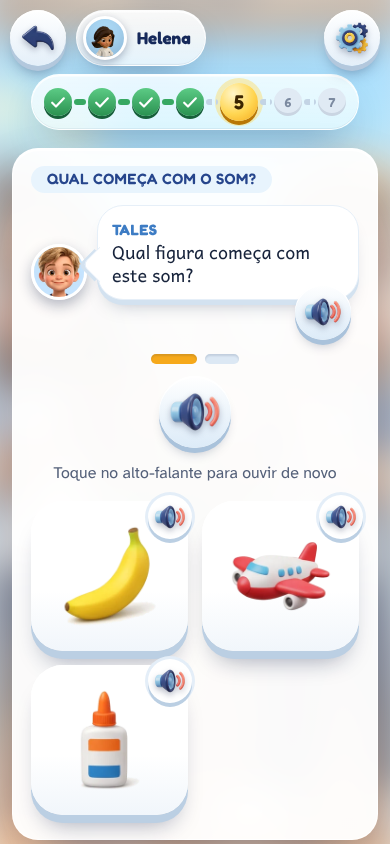 Helena
5 6 7
QUAL COMEÇA COM O SOM?
TALES
Qual figura começa com
este som?
Toque no alto-falante para ouvir de novo